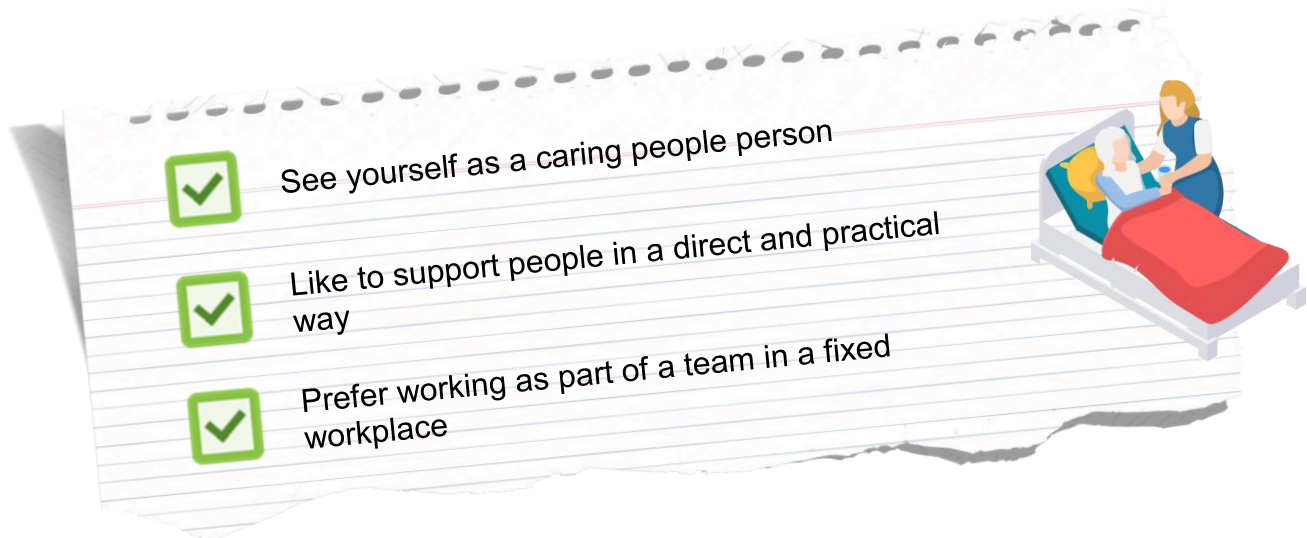 See yourself as a caring people person
Like to support people in a direct and practical
way
Prefer working as part of a team in a fixed
workplace